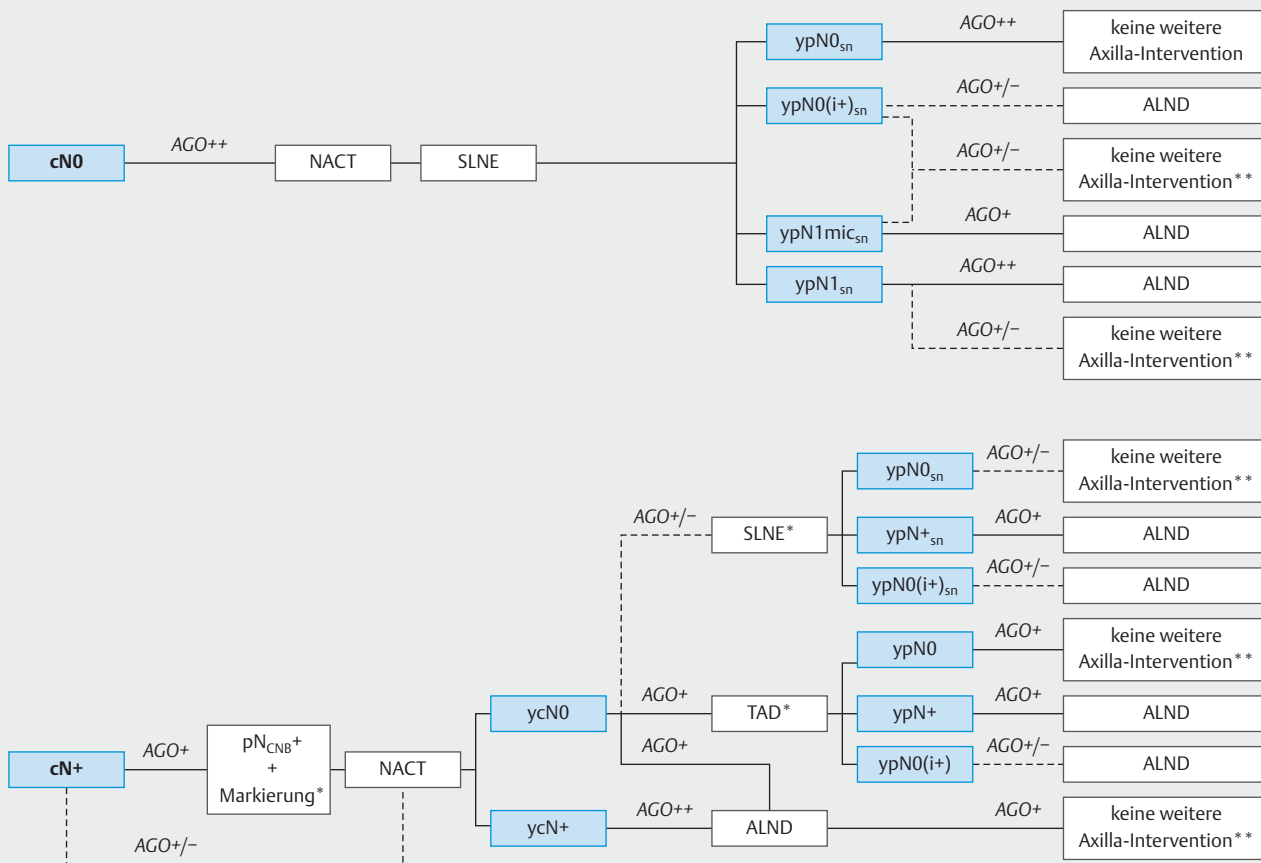 AGO++
ypN0sn
keine weitere
Axilla-Intervention
AGO+/−
ypN0(i+)sn
ALND
AGO++
cN0
NACT
SLNE
AGO+/−
keine weitere
Axilla-Intervention**
AGO+
ypN1micsn
ALND
AGO++
ypN1sn
ALND
AGO+/−
keine weitere
Axilla-Intervention**
AGO+/−
ypN0sn
keine weitere
Axilla-Intervention**
AGO+/−
SLNE*
AGO+
ypN+sn
ALND
AGO+/−
ypN0(i+)sn
ALND
AGO+
ypN0
keine weitere
Axilla-Intervention**
ycN0
AGO+
TAD*
AGO+
ypN+
ALND
AGO+
cN+
AGO+
pNCNB+
+
Markierung*
NACT
AGO+/−
ypN0(i+)
ALND
ycN+
AGO++
ALND
AGO+
keine weitere
Axilla-Intervention**
AGO+/−